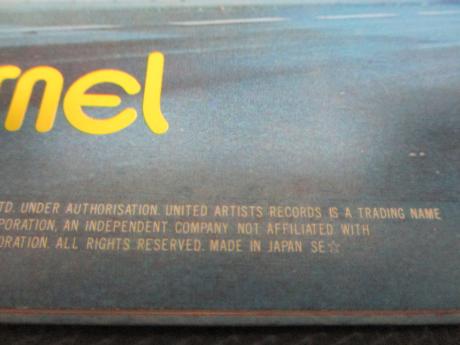 rnel
TD. UNDER AUTHORISATION. UNITED ARTISTS RECORDS IS A TRADING NAME
PORATION, AN INDEPENDENT COMPANY NOT AFFILIATED WITH
ORATION. ALL RIGHTS RESERVED. MADE IN JAPAN SE☆